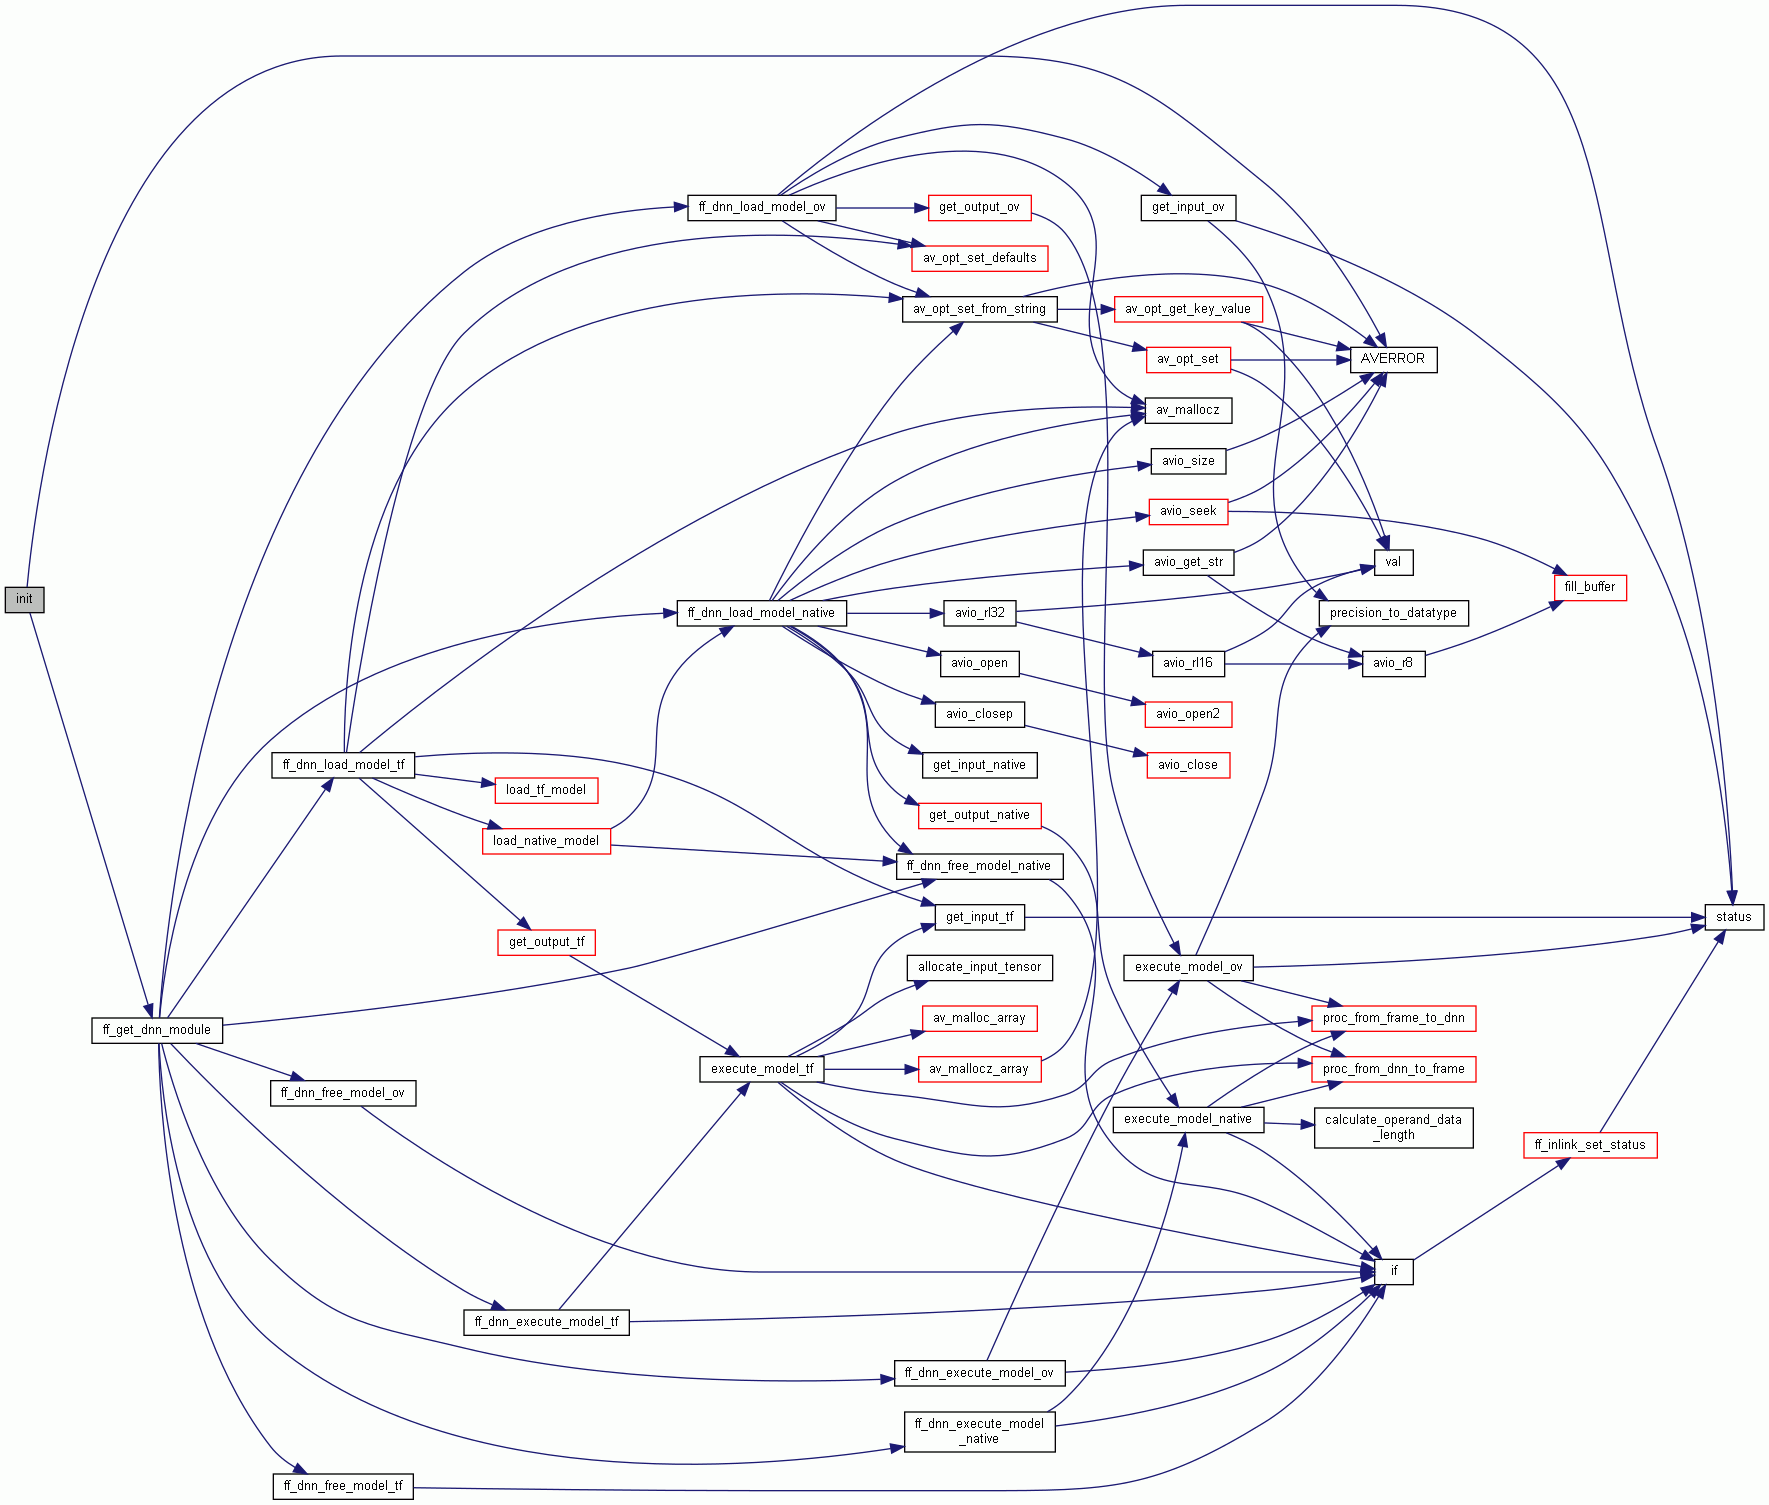 ff_dnn_load_model_ov
get_output_ov
get_input_ov
av_opt_set_defaults
av_opt_set_from_string
av_opt_get_key_value
av_opt_set
AVERROR
av_mallocz
avio_size
avio_seek
avio_get_str
val
fill_buffer
init
ff_dnn_load_model_native
avio_rl32
precision_to_datatype
avio_open
avio_rl16
avio_r8
avio_closep
avio_open2
ff_dnn_load_model_tf
get_input_native
avio_close
load_tf_model
get_output_native
load_native_model
ff_dnn_free_model_native
get_input_tf
status
get_output_tf
allocate_input_tensor
execute_model_ov
ff_get_dnn_module
av_malloc_array
proc_from_frame_to_dnn
execute_model_tf
av_mallocz_array
proc_from_dnn_to_frame
ff_dnn_free_model_ov
execute_model_native
calculate_operand_data
_length
ff_inlink_set_status
if
ff_dnn_execute_model_tf
ff_dnn_execute_model_ov
ff_dnn_execute_model
_native
ff_dnn_free_model_tf